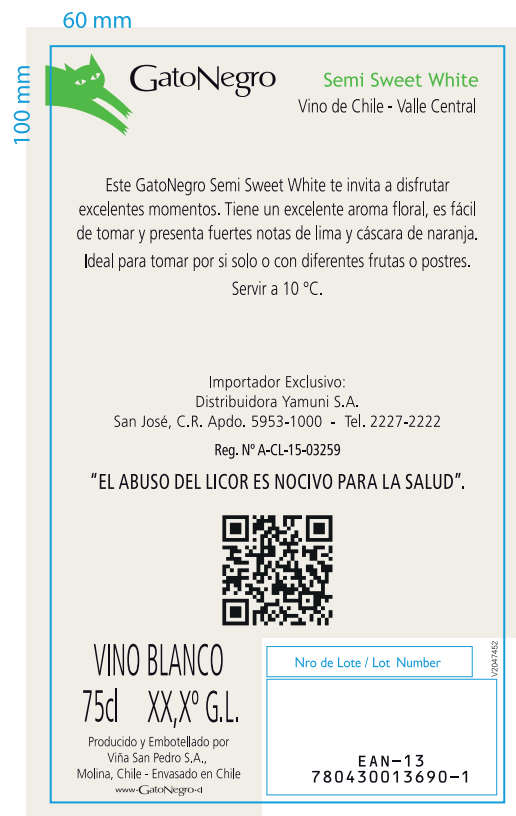 60 mm
100 mm
GatoNegro
Semi Sweet White
Vino de Chile - Valle Central
Este GatoNegro Semi Sweet White te invita a disfrutar
excelentes momentos. Tiene un excelente aroma floral, es fácil
de tomar y presenta fuertes notas de lima y cáscara de naranja.
Ideal para tomar por si solo o con diferentes frutas o postres.
Servir a 10 °C.
Importador Exclusivo:
Distribuidora Yamuni S.A.
San José, C.R. Apdo. 5953-1000 - Tel. 2227-2222
Reg. Nº A-CL-15-03259
“EL ABUSO DEL LICOR ES NOCIVO PARA LA SALUD”.
VINO BLANCO
75cl XX,Xº G.L.
Producido y Embotellado por
Viña San Pedro S.A.,
Molina, Chile - Envasado en Chile
www.GatoNegro.cl
Nro de Lote / Lot Number
V2047452
EAN-13
780430013690-1